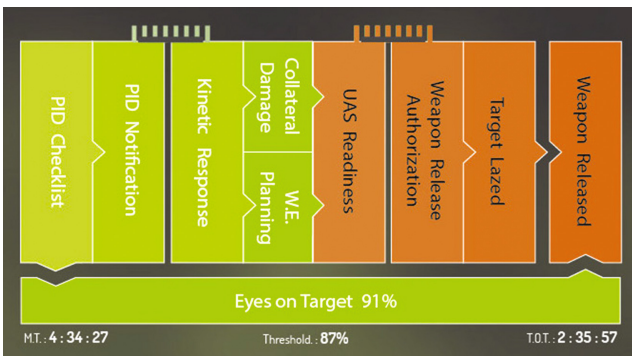 PID Checklist
PID Notification
Kinetic Response
Collateral
Damage
W.E.
Planning
UAS Readiness
Weapon Release
Authorization
Target Lazed
Weapon Released
Eyes on Target 91%
M.T.: 4 : 34 : 27
Threshold. : 87%
T.O.T.: 2 : 35 : 57